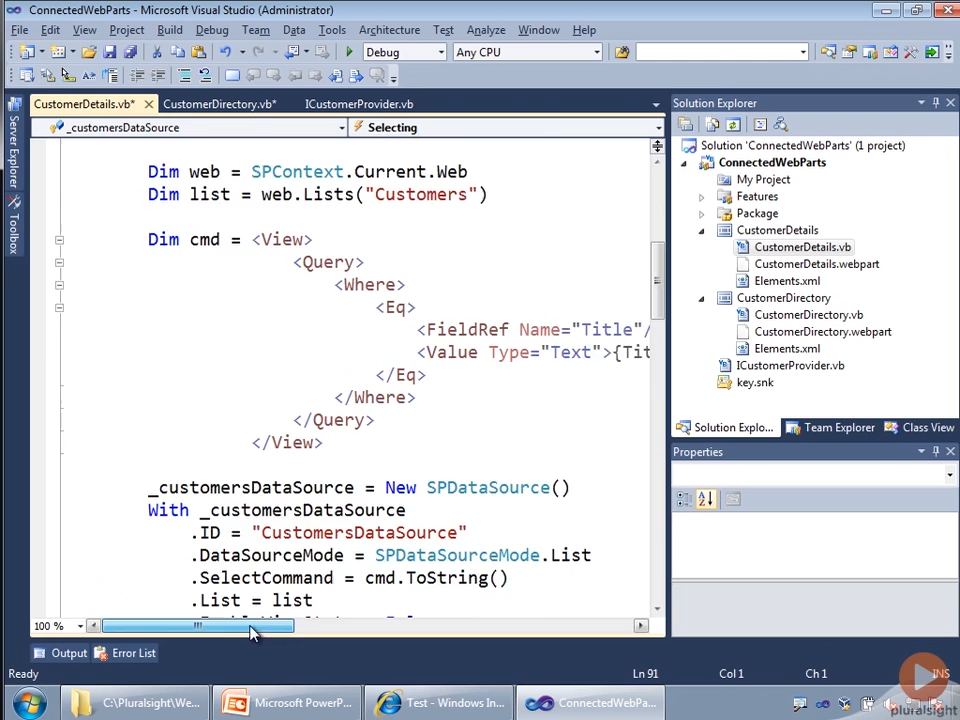 ConnectedWebParts - Microsoft Visual Studio (Administrator)
File Edit View Project Build Debug Team Data Tools Architecture Test Analyze Window Help
Debug Any CPU
CustomerDetails.vb* CustomerDirectory.vb* ICustomerProvider.vb
_customersDataSource Selecting
Server Explorer
Toolbox
Dim web = SPContext.Current.Web
Dim list = web.Lists("Customers")
Dim cmd = <View>
<Query>
<Where>
<Eq>
<FieldRef Name="Title"/
<Value Type="Text">{Tit
</Eq>
</Where>
</Query>
</View>
_customersDataSource = New SPDataSource()
With _customersDataSource
.ID = "CustomersDataSource"
.DataSourceMode = SPDataSourceMode.List
.SelectCommand = cmd.ToString()
.List = list
100 %
Solution Explorer
Solution 'ConnectedWebParts' (1 project)
ConnectedWebParts
My Project
Features
Package
CustomerDetails
CustomerDetails.vb
CustomerDetails.webpart
Elements.xml
CustomerDirectory
CustomerDirectory.vb
CustomerDirectory.webpart
Elements.xml
ICustomerProvider.vb
key.snk
Solution Explo... Team Explorer Class View
Properties
Output Error List
Ready Ln 91 Col 1 Ch 1 INS
C:\Pluralsight\We... Microsoft PowerP... Test - Windows In... ConnectedWebPa...
pluralsight